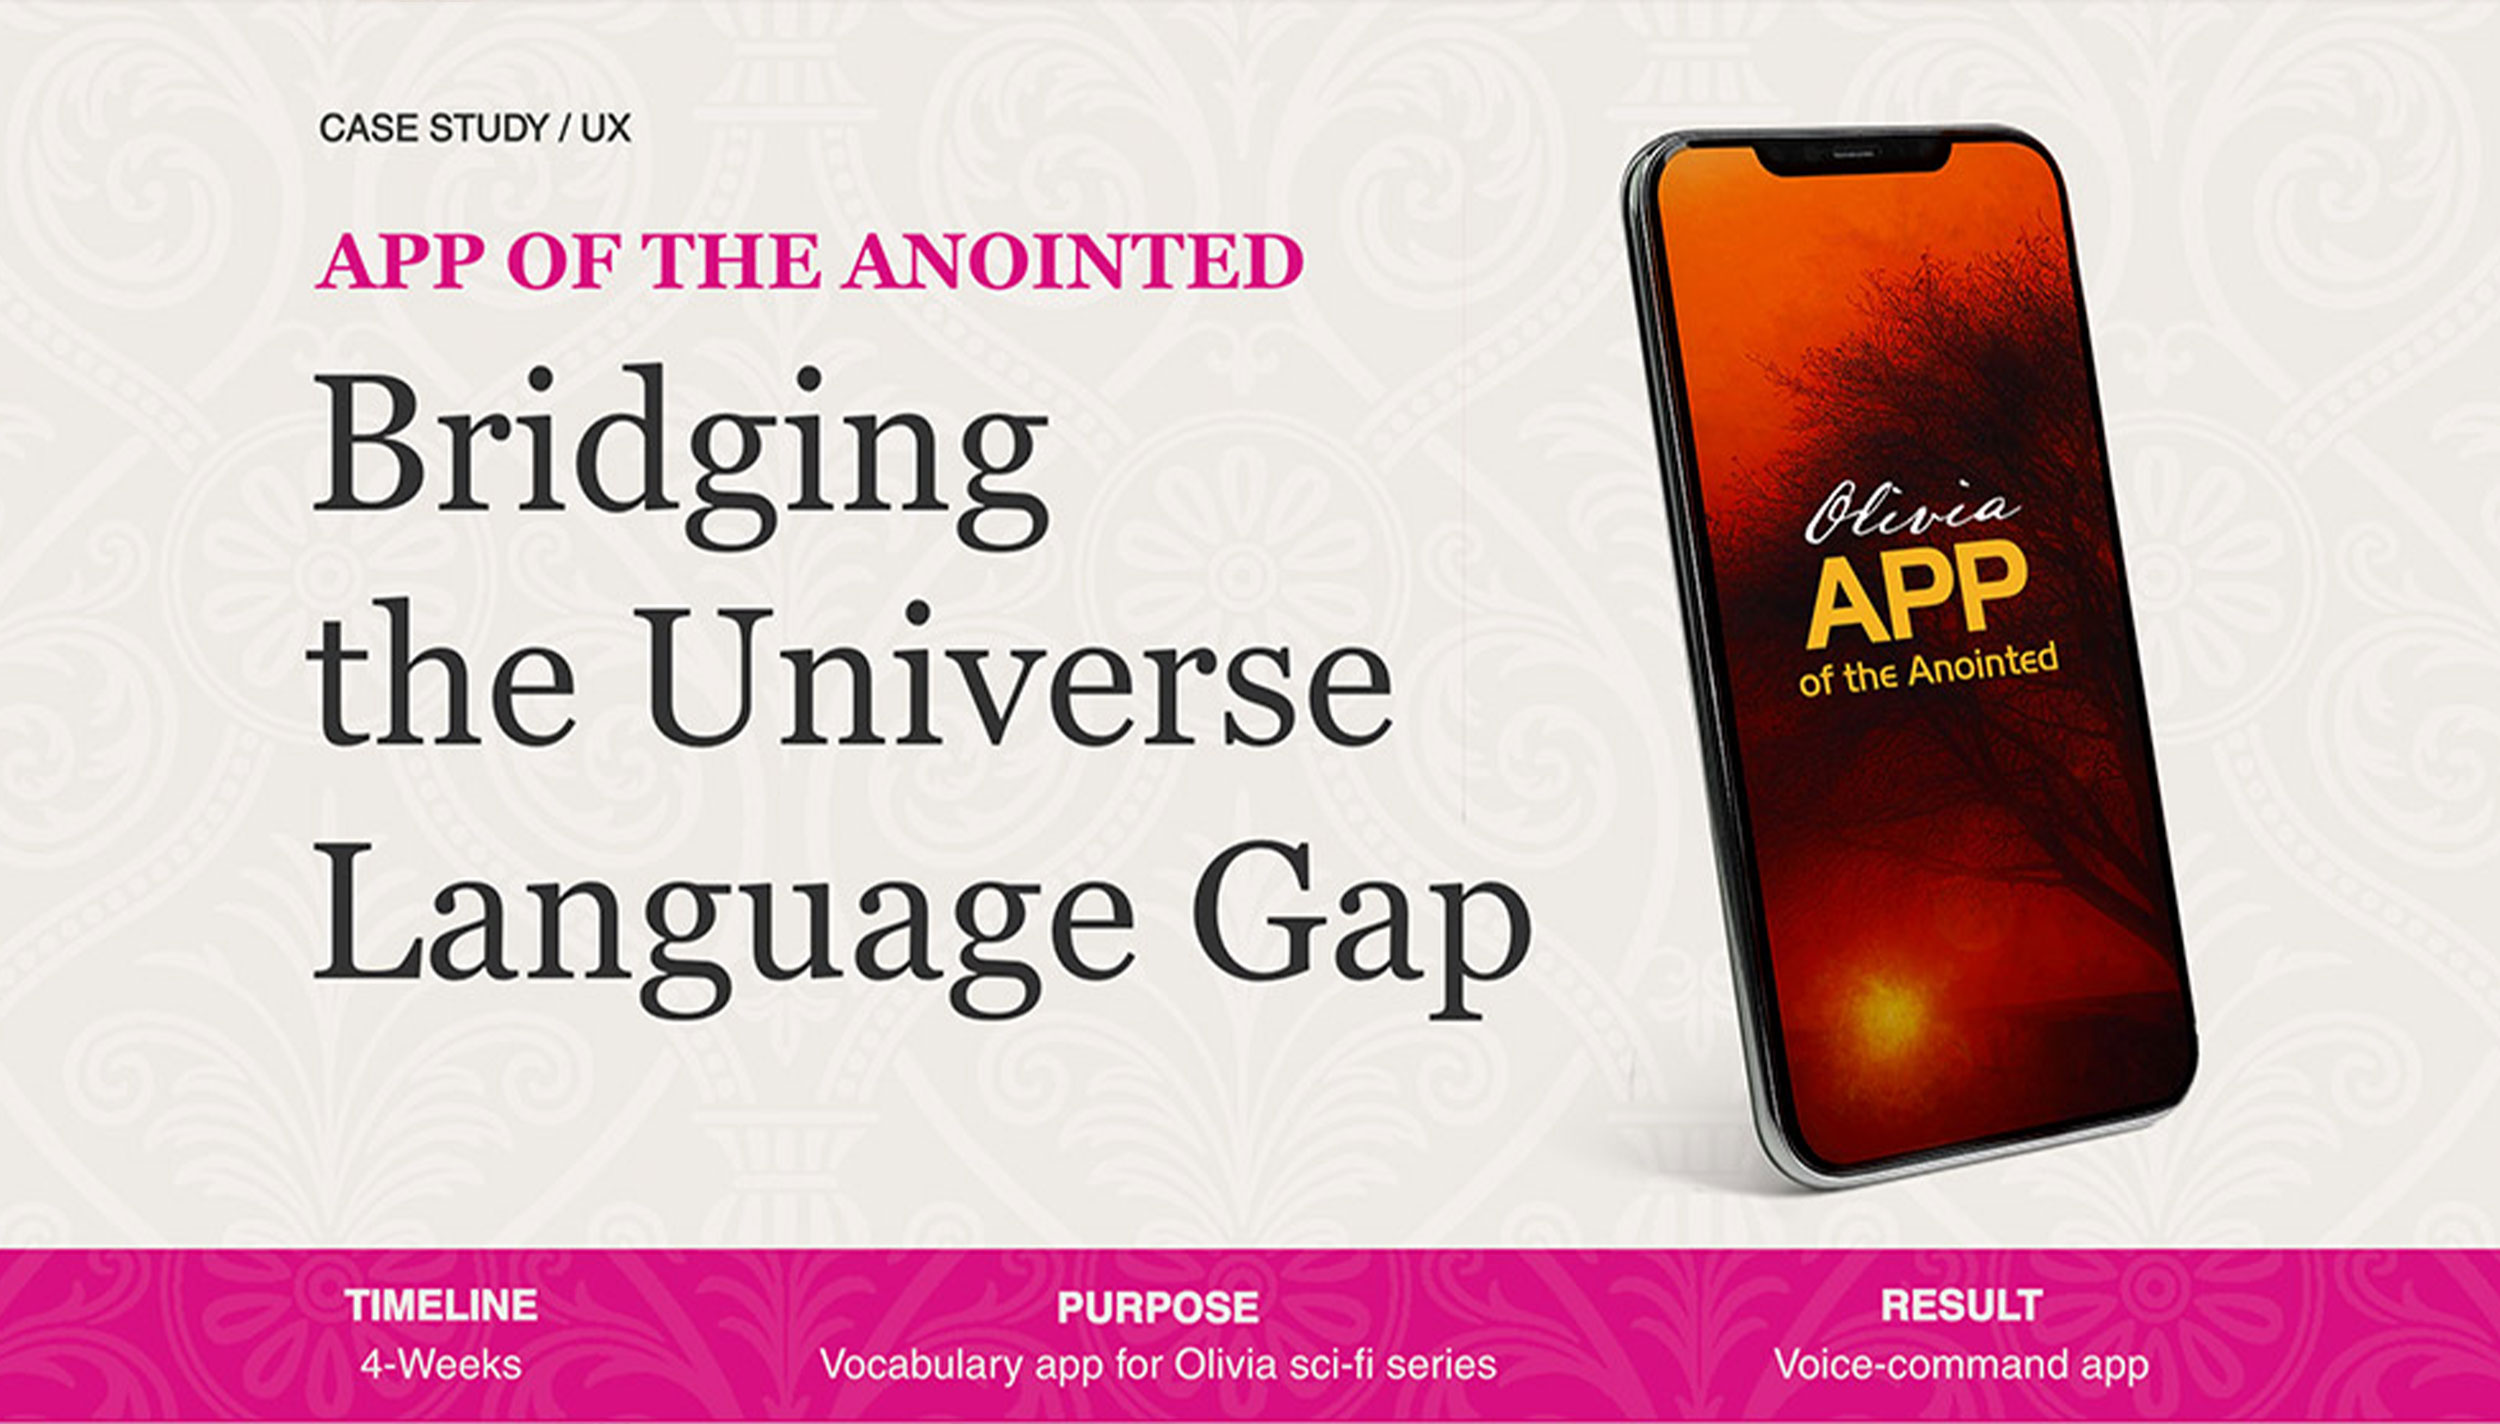 CASE STUDY / UX
APP OF THE ANOINTED
Bridging
the Universe
Language Gap
Olivia
APP
of the Anointed
TIMELINE
4-Weeks
PURPOSE
Vocabulary app for Olivia sci-fi series
RESULT
Voice-command app